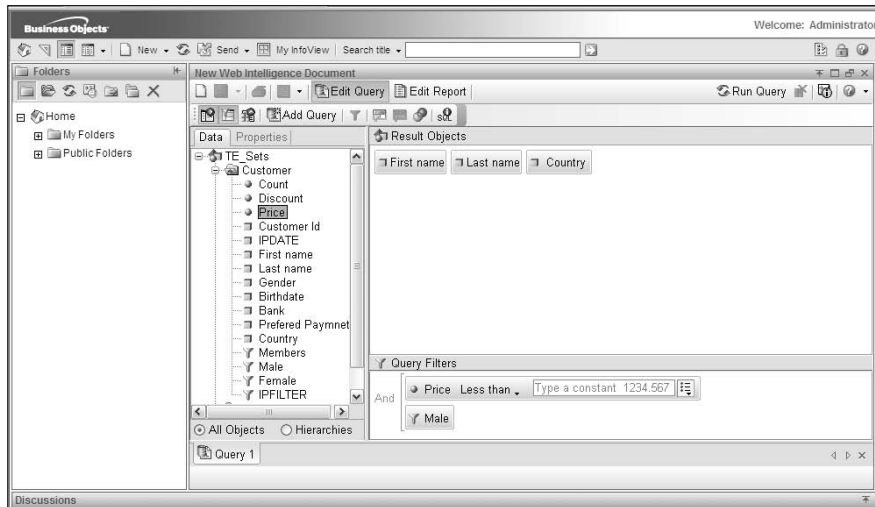 Business Objects
Welcome: Administrato
New Send My InfoView Search title
Folders
New Web Intelligence Document
Edit Query Edit Report Run Query
Add Query SQL
Home
My Folders
Public Folders
Data Properties
TE_Sets
Customer
Count
Discount
Price
Customer Id
IPDATE
First name
Last name
Gender
Birthdate
Bank
Prefered Paymnet
Country
Members
Male
Female
IPFILTER
All Objects Hierarchies
Result Objects
First name Last name Country
Query Filters
And
Price Less than Type a constant 1234.567
Male
Query 1
Discussions